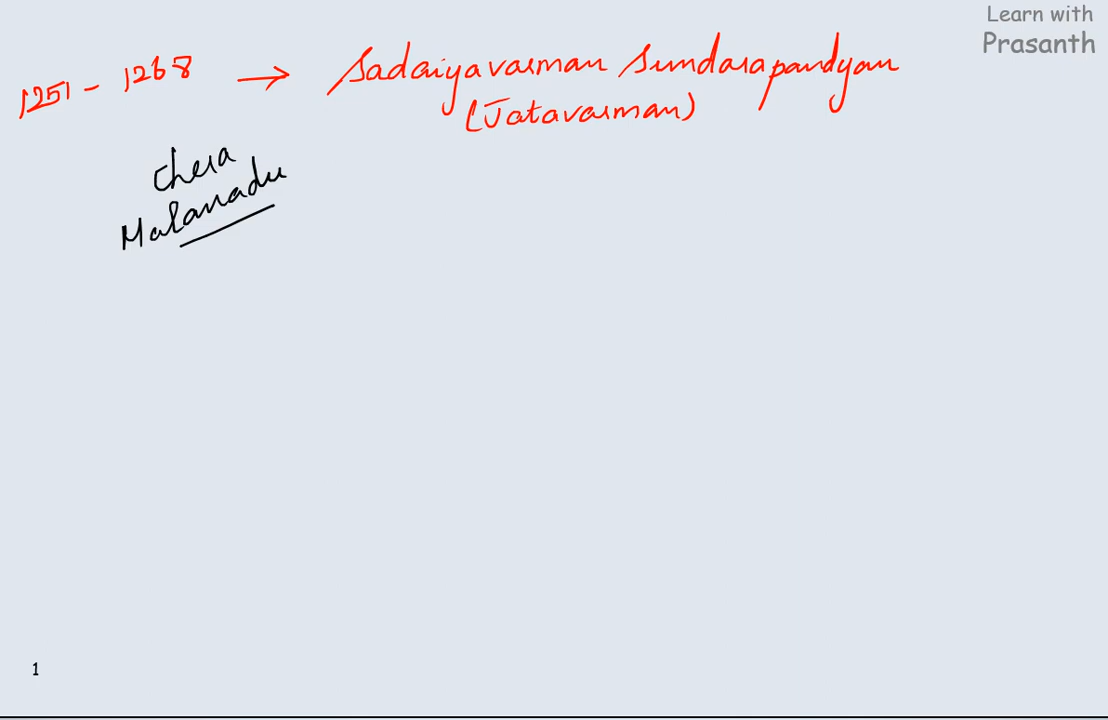 Learn with
Prasanth
1251 - 1268 → Sadaiyavarman Sundarapandyan
(Jatavarman)
Chera
Malanadu
1